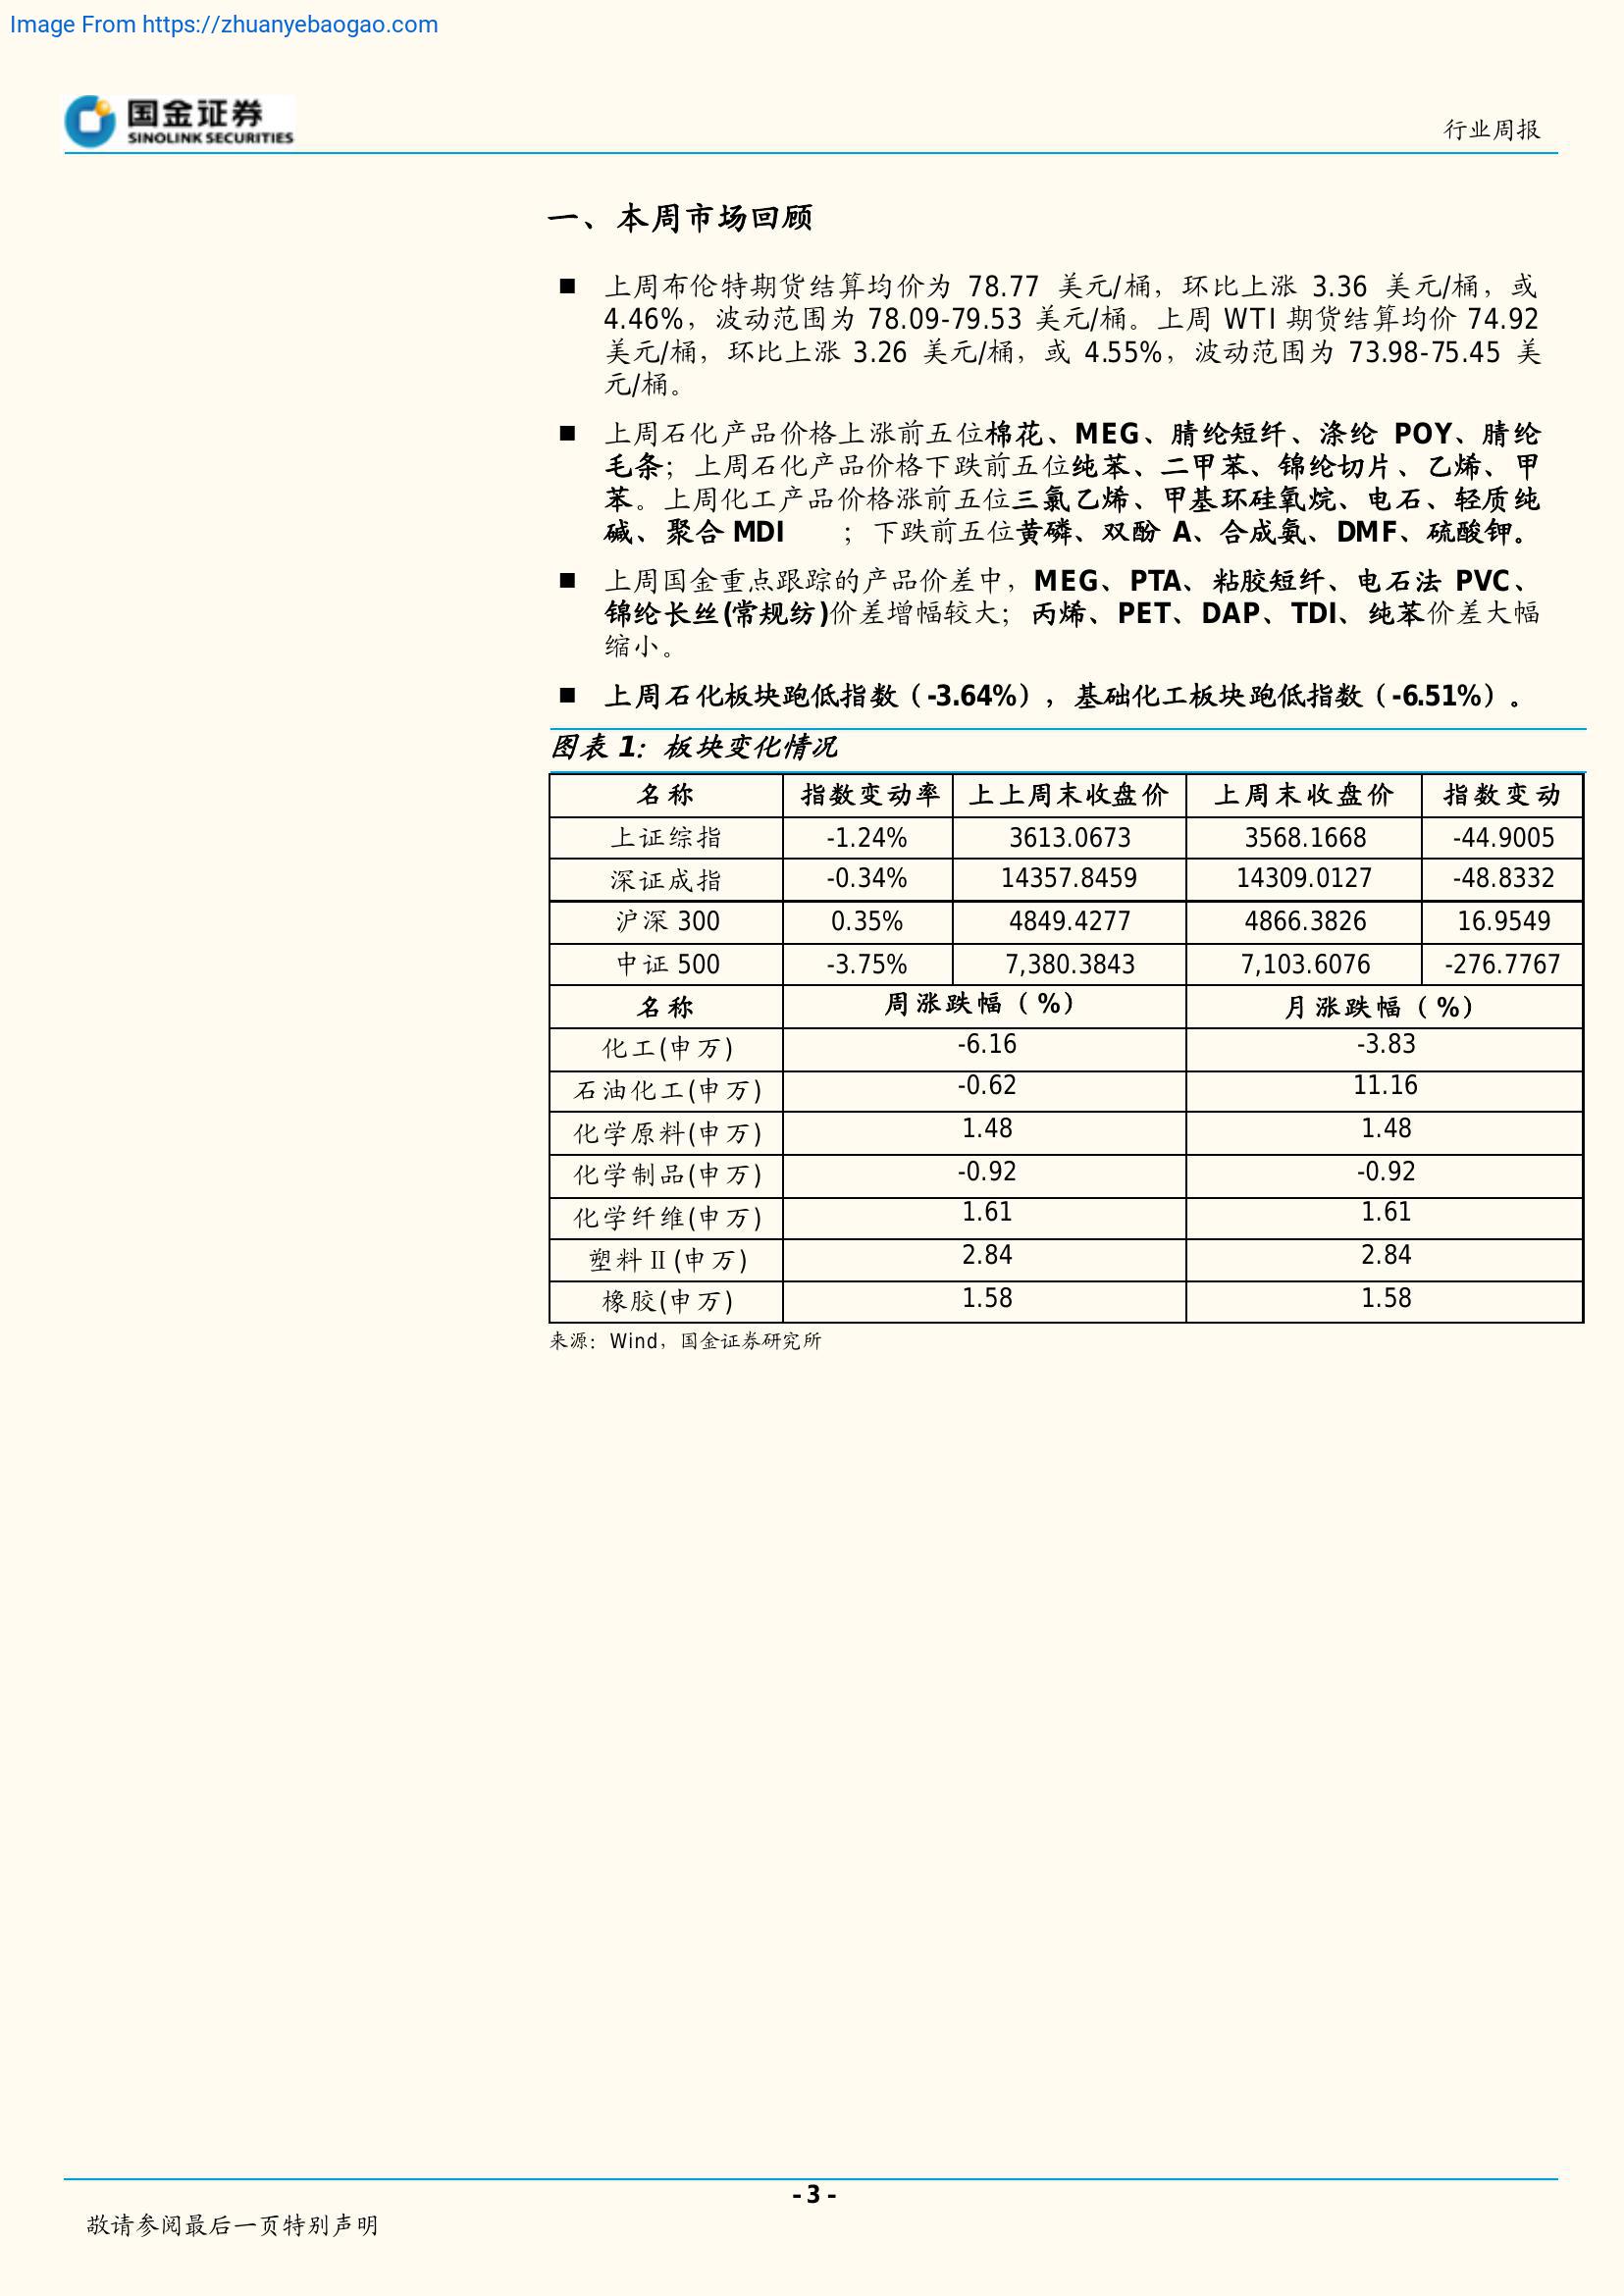 Image From https://zhuanyebaogao.com
国金证券
SINOLINK SECURITIES
行业周报
一、本周市场回顾
■ 上周布伦特期货结算均价为 78.77 美元/桶，环比上涨 3.36 美元/桶，或
4.46%，波动范围为 78.09-79.53 美元/桶。上周 WTI 期货结算均价 74.92
美元/桶，环比上涨 3.26 美元/桶，或 4.55%，波动范围为 73.98-75.45 美
元/桶。
■ 上周石化产品价格上涨前五位棉花、MEG、腈纶短纤、涤纶 POY、腈纶
毛条；上周石化产品价格下跌前五位纯苯、二甲苯、锦纶切片、乙烯、甲
苯。上周化工产品价格涨前五位三氯乙烯、甲基环硅氧烷、电石、轻质纯
碱、聚合 MDI ；下跌前五位黄磷、双酚 A、合成氨、DMF、硫酸钾。
■ 上周国金重点跟踪的产品价差中，MEG、PTA、粘胶短纤、电石法 PVC、
锦纶长丝(常规纺)价差增幅较大；丙烯、PET、DAP、TDI、纯苯价差大幅
缩小。
■ 上周石化板块跑低指数（-3.64%），基础化工板块跑低指数（-6.51%）。
图表 1：板块变化情况
名称 指数变动率 上上周末收盘价 上周末收盘价 指数变动
上证综指 -1.24% 3613.0673 3568.1668 -44.9005
深证成指 -0.34% 14357.8459 14309.0127 -48.8332
沪深 300 0.35% 4849.4277 4866.3826 16.9549
中证 500 -3.75% 7,380.3843 7,103.6076 -276.7767
名称 周涨跌幅（%） 月涨跌幅（%）
化工(申万) -6.16 -3.83
石油化工(申万) -0.62 11.16
化学原料(申万) 1.48 1.48
化学制品(申万) -0.92 -0.92
化学纤维(申万) 1.61 1.61
塑料Ⅱ(申万) 2.84 2.84
橡胶(申万) 1.58 1.58
来源：Wind，国金证券研究所
- 3 -
敬请参阅最后一页特别声明